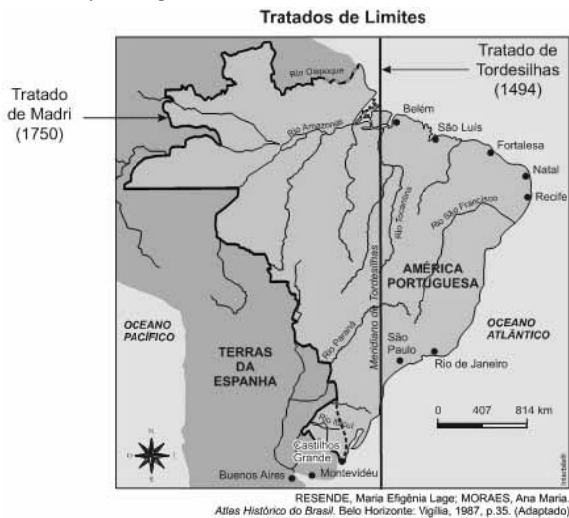 Tratados de Limites
Tratado
de Madri
(1750)
Tratado de
Tordesilhas
(1494)
Rio Oiapoque
Rio Amazonas
Belém
São Luís
Fortalesa
Natal
Recife
Rio São Francisco
Rio Tocantins
Meridiano de Tordesilhas
AMÉRICA
PORTUGUESA
OCEANO
PACÍFICO
OCEANO
ATLÂNTICO
TERRAS
DA
ESPANHA
Rio Paraná
São
Paulo
Rio de Janeiro
0 407 814 km
Castilhos
Grande
Buenos Aires
Montevidéu
N
S
RESENDE, Maria Efigênia Lage; MORAES, Ana Maria.
Atlas Histórico do Brasil. Belo Horizonte: Vigília, 1987, p.35. (Adaptado)